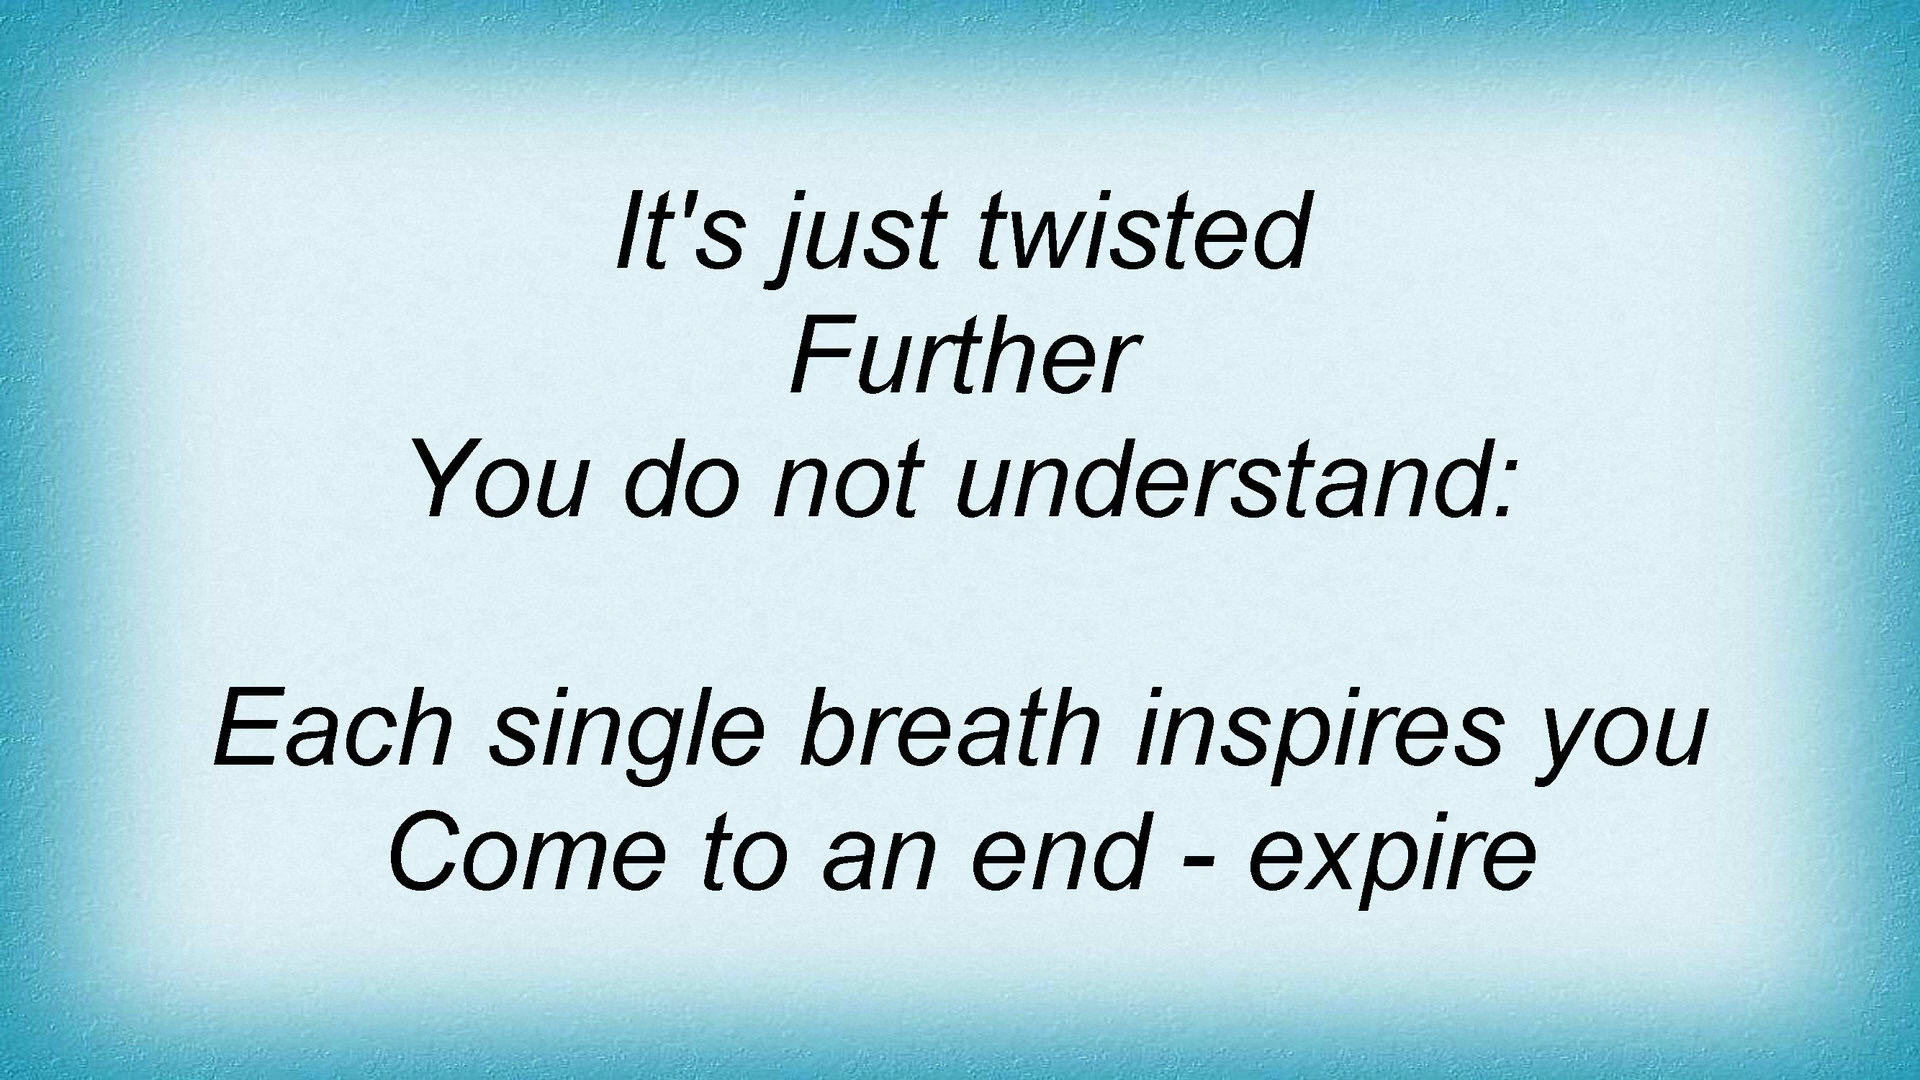 It's just twisted
Further
You do not understand:
Each single breath inspires you
Come to an end - expire